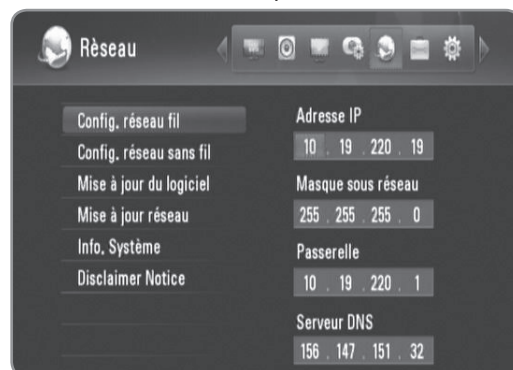 Rèseau
Config. réseau fil
Config. réseau sans fil
Mise à jour du logiciel
Mise à jour réseau
Info. Système
Disclaimer Notice
Adresse IP
10 . 19 . 220 . 19
Masque sous réseau
255 . 255 . 255 . 0
Passerelle
10 . 19 . 220 . 1
Serveur DNS
156 . 147 . 151 . 32